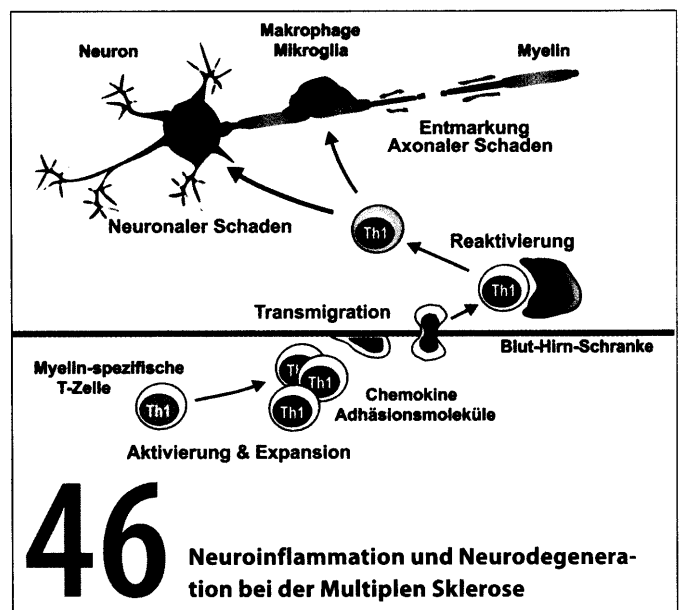 Neuron
Makrophage
Mikroglia
Myelin
Entmarkung
Axonaler Schaden
Neuronaler Schaden
Th1
Reaktivierung
Th1
Transmigration
Blut-Hirn-Schranke
Myelin-spezifische
T-Zelle
Th1
Th1
Th1
Chemokine
Adhäsionsmoleküle
Aktivierung & Expansion
46
Neuroinflammation und Neurodegenera-
tion bei der Multiplen Sklerose